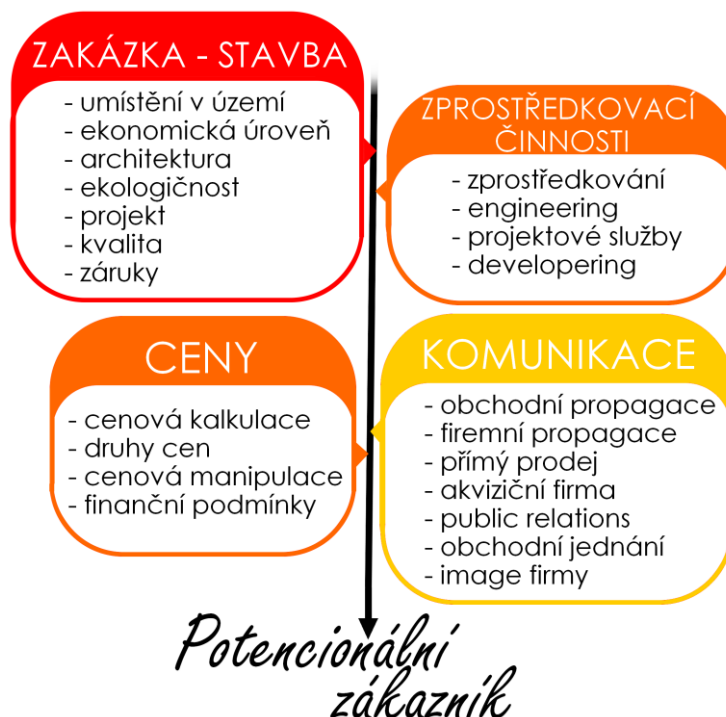 ZAKÁZKA - STAVBA
- umístění v území
- ekonomická úroveň
- architektura
- ekologičnost
- projekt
- kvalita
- záruky
ZPROSTŘEDKOVACÍ
ČINNOSTI
- zprostředkování
- engineering
- projektové služby
- developering
CENY
- cenová kalkulace
- druhy cen
- cenová manipulace
- finanční podmínky
KOMUNIKACE
- obchodní propagace
- firemní propagace
- přímý prodej
- akviziční firma
- public relations
- obchodní jednání
- image firmy
Potencionální
zákazník